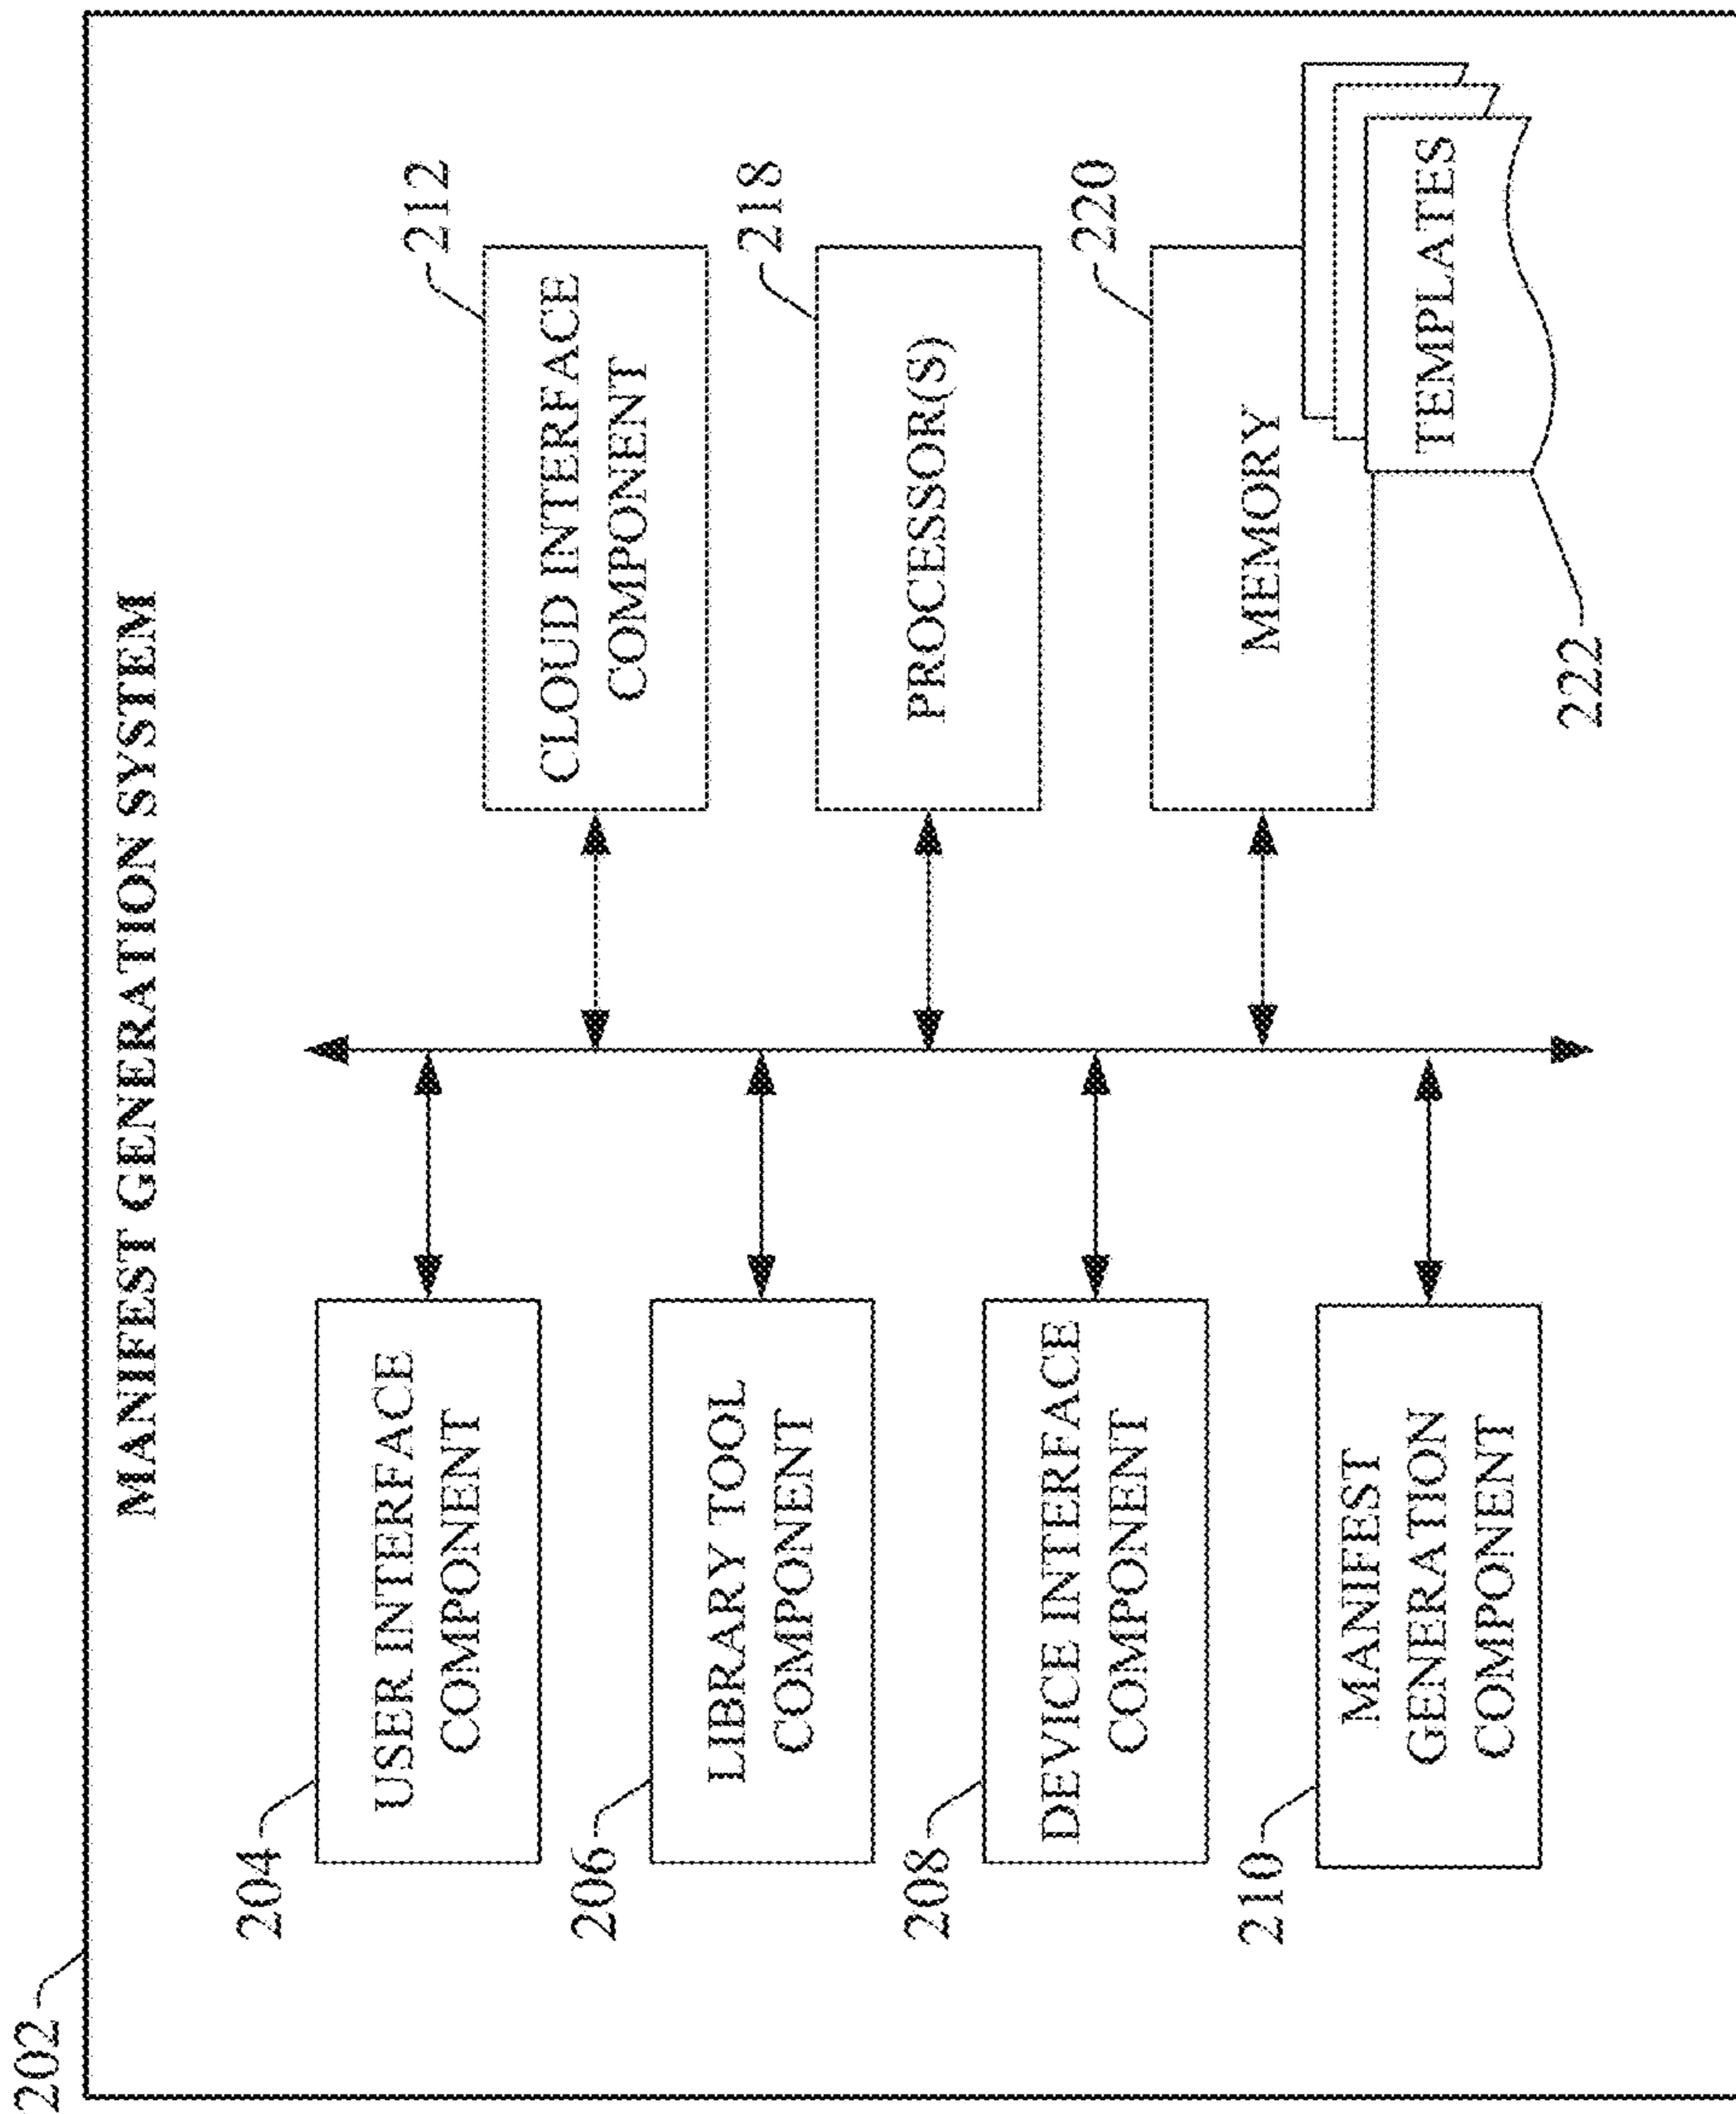 202
MANIFEST GENERATION SYSTEM
204
USER INTERFACE
COMPONENT
206
LIBRARY TOOL
COMPONENT
208
DEVICE INTERFACE
COMPONENT
210
MANIFEST
GENERATION
COMPONENT
212
CLOUD INTERFACE
COMPONENT
218
PROCESSOR(S)
220
MEMORY
TEMPLATES
222